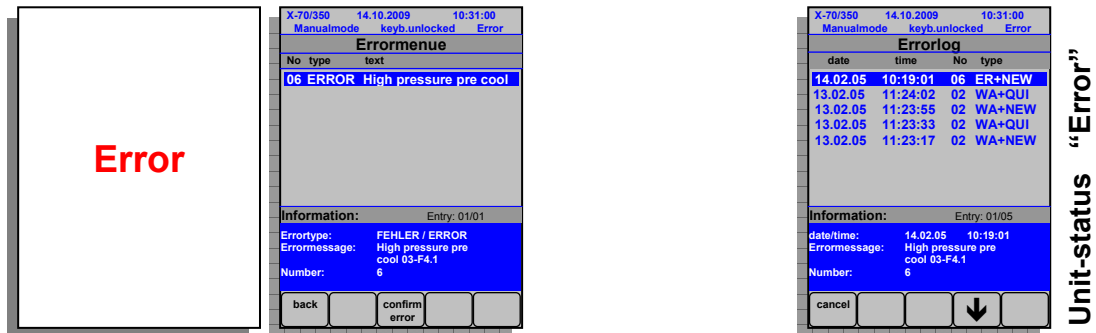 Error
X-70/350 14.10.2009 10:31:00
Manualmode keyb.unlocked Error
Errormenue
No type text
06 ERROR High pressure pre cool
Information: Entry: 01/01
Errortype: FEHLER / ERROR
Errormessage: High pressure pre
cool 03-F4.1
Number: 6
back confirm
error
X-70/350 14.10.2009 10:31:00
Manualmode keyb.unlocked Error
Errorlog
date time No type
14.02.05 10:19:01 06 ER+NEW
13.02.05 11:24:02 02 WA+QUI
13.02.05 11:23:55 02 WA+NEW
13.02.05 11:23:33 02 WA+QUI
13.02.05 11:23:17 02 WA+NEW
Information: Entry: 01/05
date/time: 14.02.05 10:19:01
Errormessage: High pressure pre
cool 03-F4.1
Number: 6
cancel
Unit-status “Error”